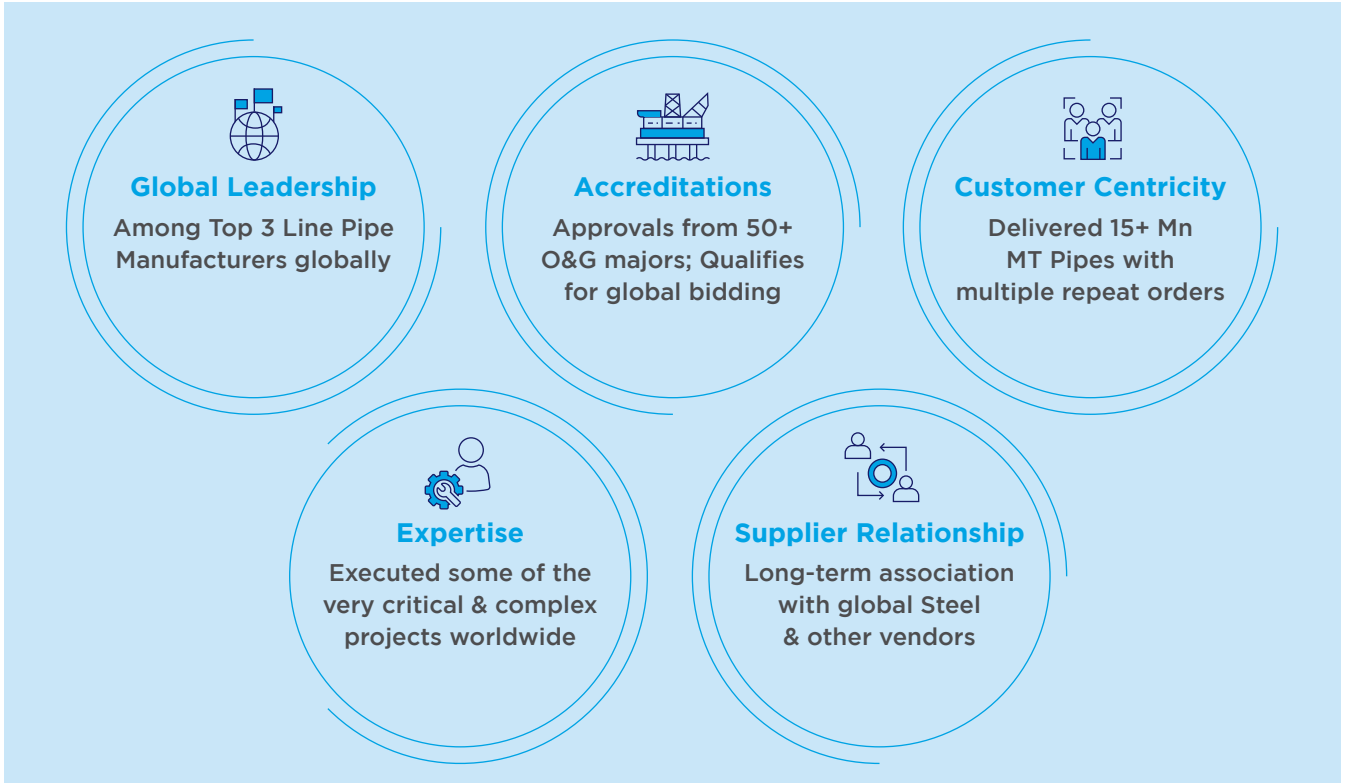 Global Leadership
Among Top 3 Line Pipe
Manufacturers globally
Accreditations
Approvals from 50+
O&G majors; Qualifies
for global bidding
Customer Centricity
Delivered 15+ Mn
MT Pipes with
multiple repeat orders
Expertise
Executed some of the
very critical & complex
projects worldwide
Supplier Relationship
Long-term association
with global Steel
& other vendors